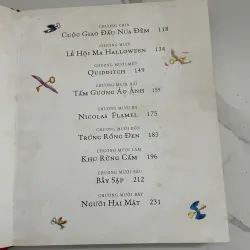 CHƯƠNG CHÍN
CUỘC GIAO ĐẤU NỬA ĐÊM 118
CHƯƠNG MƯỜI
LỄ HỘI MA HALLOWEEN 134
CHƯƠNG MƯỜI MỘT
QUIDDITCH 149
CHƯƠNG MƯỜI HAI
TẤM GƯƠNG ẢO ẢNH 159
CHƯƠNG MƯỜI BA
NICOLAS FLAMEL 175
CHƯƠNG MƯỜI BỐN
TRỨNG RỒNG ĐEN 183
CHƯƠNG MƯỜI LĂM
KHU RỪNG CẤM 196
CHƯƠNG MƯỜI SÁU
BẪY SẬP 212
CHƯƠNG MƯỜI BẢY
NGƯỜI HAI MẶT 231